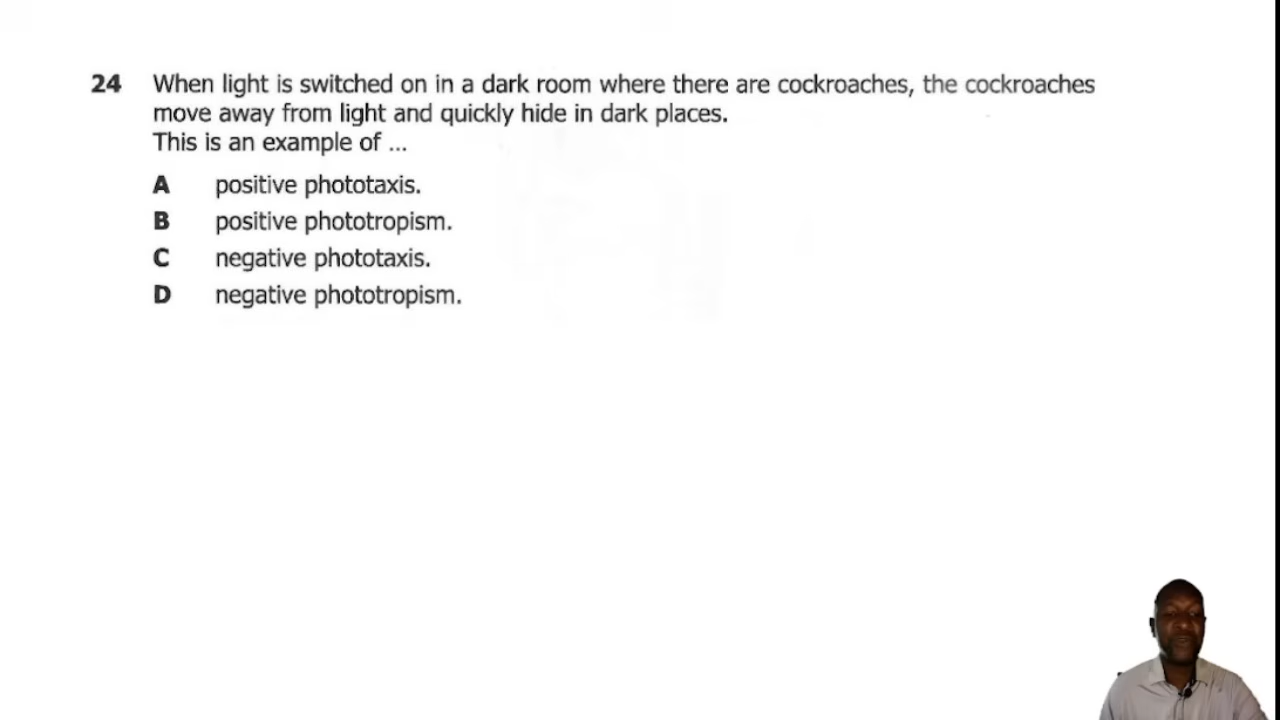 24 When light is switched on in a dark room where there are cockroaches, the cockroaches
move away from light and quickly hide in dark places.
This is an example of ...
A positive phototaxis.
B positive phototropism.
C negative phototaxis.
D negative phototropism.